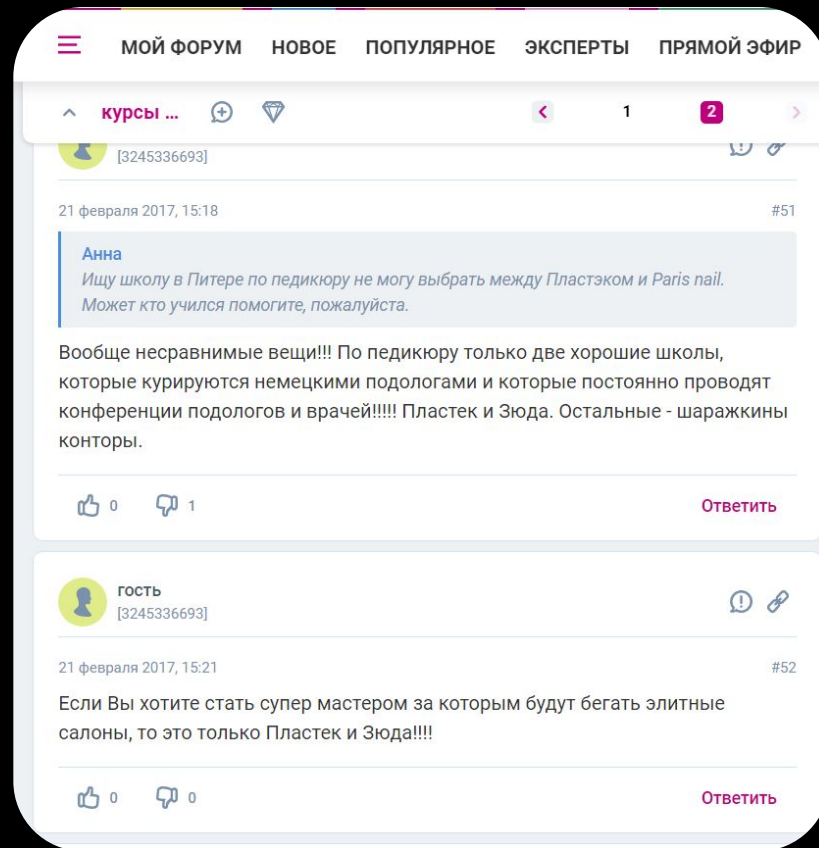 МОЙ ФОРУМ НОВОЕ ПОПУЛЯРНОЕ ЭКСПЕРТЫ ПРЯМОЙ ЭФИР
курсы ... 1 2
[3245336693]
21 февраля 2017, 15:18 #51
Анна
Ищу школу в Питере по педикюру не могу выбрать между Пластэком и Paris nail.
Может кто учился помогите, пожалуйста.
Вообще несравнимые вещи!!! По педикюру только две хорошие школы,
которые курируются немецкими подологами и которые постоянно проводят
конференции подологов и врачей!!!!! Пластек и Зюда. Остальные - шаражкины
конторы.
0 1 Ответить
гость
[3245336693]
21 февраля 2017, 15:21 #52
Если Вы хотите стать супер мастером за которым будут бегать элитные
салоны, то это только Пластек и Зюда!!!!
0 0 Ответить